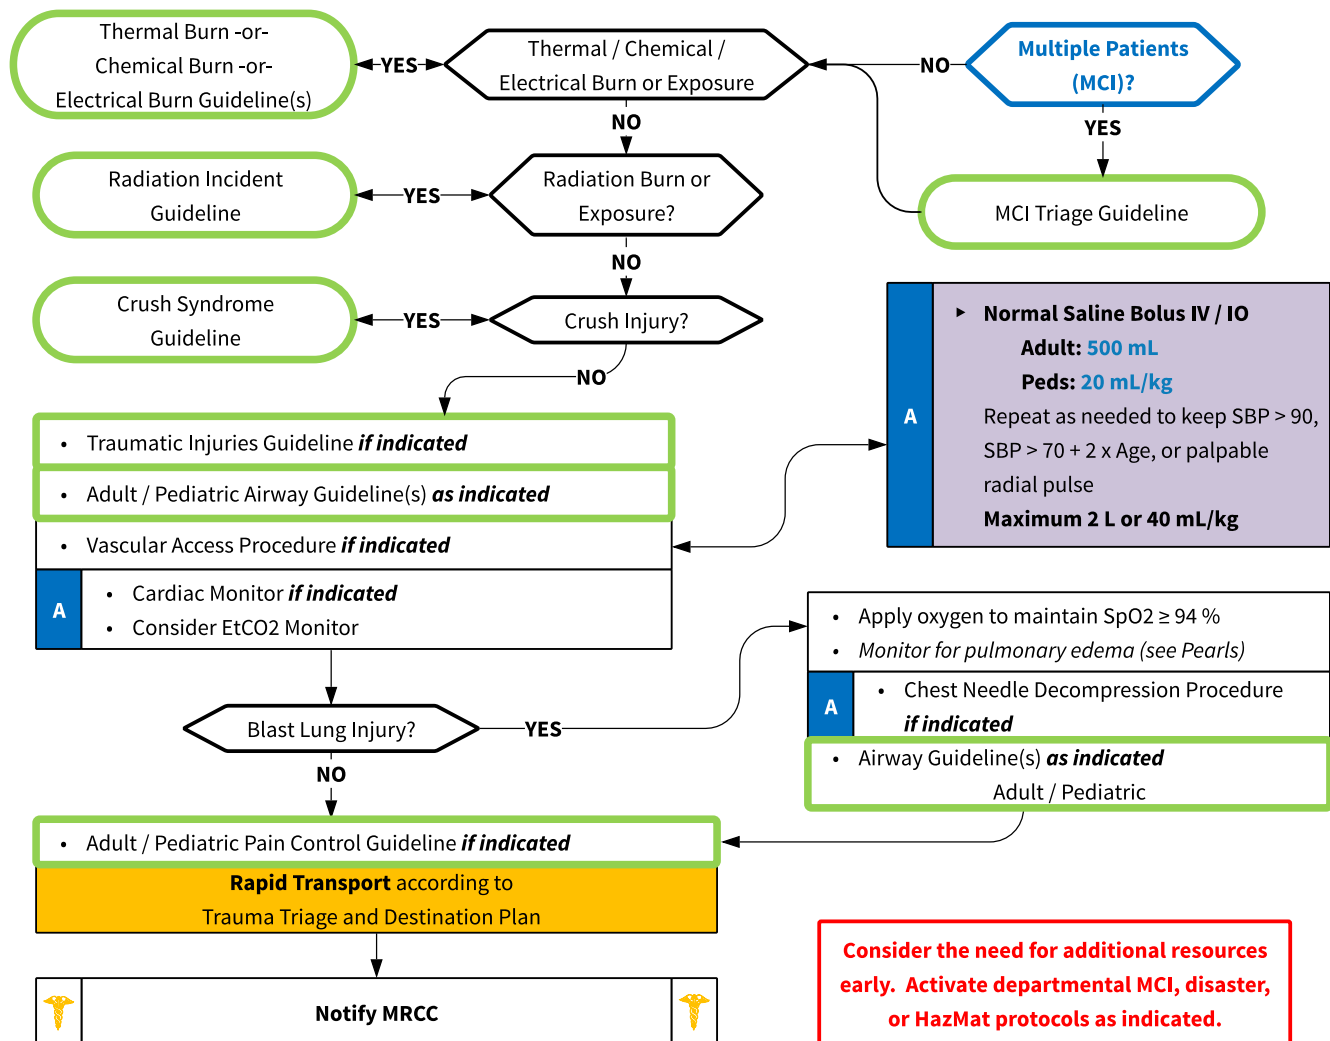 Thermal Burn -or-
Chemical Burn -or-
Electrical Burn Guideline(s)
YES
Thermal / Chemical /
Electrical Burn or Exposure
NO
Multiple Patients
(MCI)?
YES
NO
MCI Triage Guideline
Radiation Incident
Guideline
YES
Radiation Burn or
Exposure?
NO
Crush Syndrome
Guideline
YES
Crush Injury?
NO
A
▸ Normal Saline Bolus IV / IO
Adult: 500 mL
Peds: 20 mL/kg
Repeat as needed to keep SBP > 90,
SBP > 70 + 2 x Age, or palpable
radial pulse
Maximum 2 L or 40 mL/kg
• Traumatic Injuries Guideline if indicated
• Adult / Pediatric Airway Guideline(s) as indicated
• Vascular Access Procedure if indicated
A
• Cardiac Monitor if indicated
• Consider EtCO2 Monitor
Blast Lung Injury?
YES
NO
• Apply oxygen to maintain SpO2 ≥ 94 %
• Monitor for pulmonary edema (see Pearls)
A
• Chest Needle Decompression Procedure
if indicated
• Airway Guideline(s) as indicated
Adult / Pediatric
• Adult / Pediatric Pain Control Guideline if indicated
Rapid Transport according to
Trauma Triage and Destination Plan
Notify MRCC
Consider the need for additional resources
early. Activate departmental MCI, disaster,
or HazMat protocols as indicated.